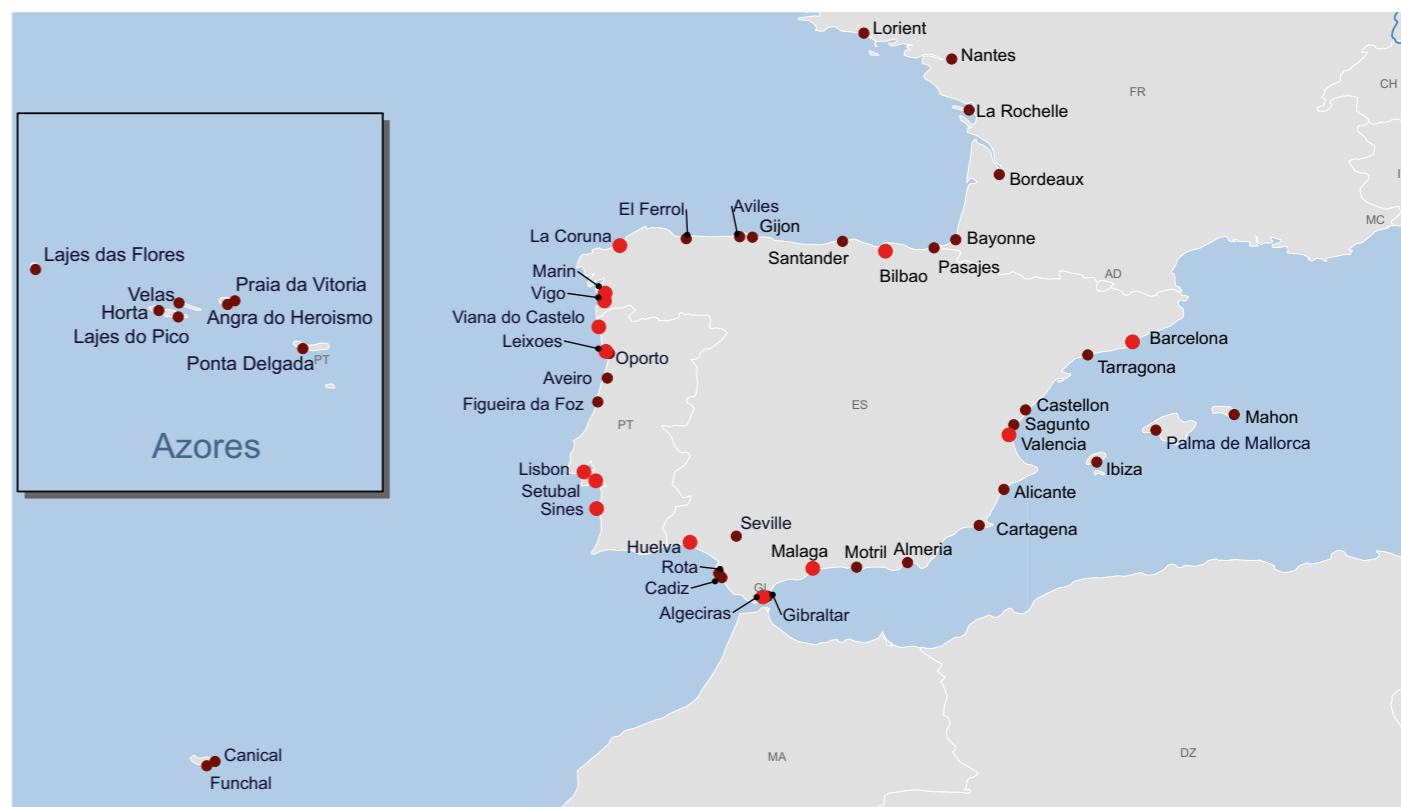 Lorient
Nantes
FR
CH
La Rochelle
I
Bordeaux
MC
El Ferrol
Aviles
Gijon
La Coruna
Santander
Bilbao
Pasajes
Bayonne
AD
Marin
Vigo
Viana do Castelo
Leixoes
Oporto
Aveiro
Figueira da Foz
PT
ES
Barcelona
Tarragona
Castellon
Sagunto
Valencia
Mahon
Palma de Mallorca
Ibiza
Alicante
Cartagena
Lisbon
Setubal
Sines
Seville
Huelva
Rota
Cadiz
Malaga
Motril
Almeria
GI
Algeciras
Gibraltar
MA
DZ
Lajes das Flores
Velas
Praia da Vitoria
Horta
Angra do Heroismo
Lajes do Pico
Ponta Delgada
PT
Azores
Canical
Funchal